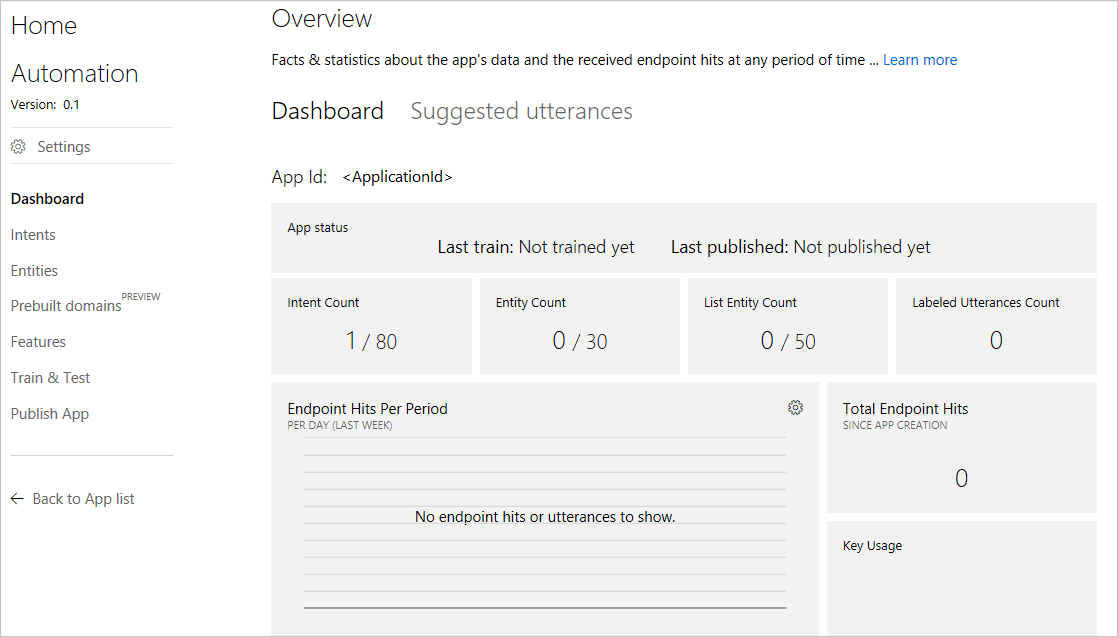 Home
Automation
Version: 0.1
Settings
Dashboard
Intents
Entities
Prebuilt domains PREVIEW
Features
Train & Test
Publish App
Back to App list
Overview
Facts & statistics about the app's data and the received endpoint hits at any period of time ... Learn more
Dashboard Suggested utterances
App Id: <ApplicationId>
App status
Last train: Not trained yet Last published: Not published yet
Intent Count
1 / 80
Entity Count
0 / 30
List Entity Count
0 / 50
Labeled Utterances Count
0
Endpoint Hits Per Period
PER DAY (LAST WEEK)
No endpoint hits or utterances to show.
Total Endpoint Hits
SINCE APP CREATION
0
Key Usage